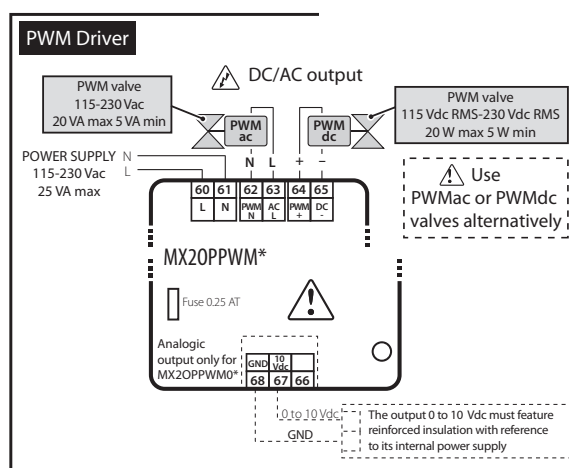 PWM Driver
DC/AC output
PWM valve
115-230 Vac
20 VA max 5 VA min
PWM
ac
PWM
dc
PWM valve
115 Vdc RMS-230 Vdc RMS
20 W max 5 W min
N L + -
POWER SUPPLY N
115-230 Vac L
25 VA max
Use
PWMac or PWMdc
valves alternatively
60 61 62 63 64 65
L N PWM N AC L PWM + DC -
MX2OPPWM*
Fuse 0.25 AT
Analogic
output only for
MX2OPPWM0*
GND 10 Vdc
68 67 66
0 to 10 Vdc
GND
The output 0 to 10 Vdc must feature
reinforced insulation with reference
to its internal power supply